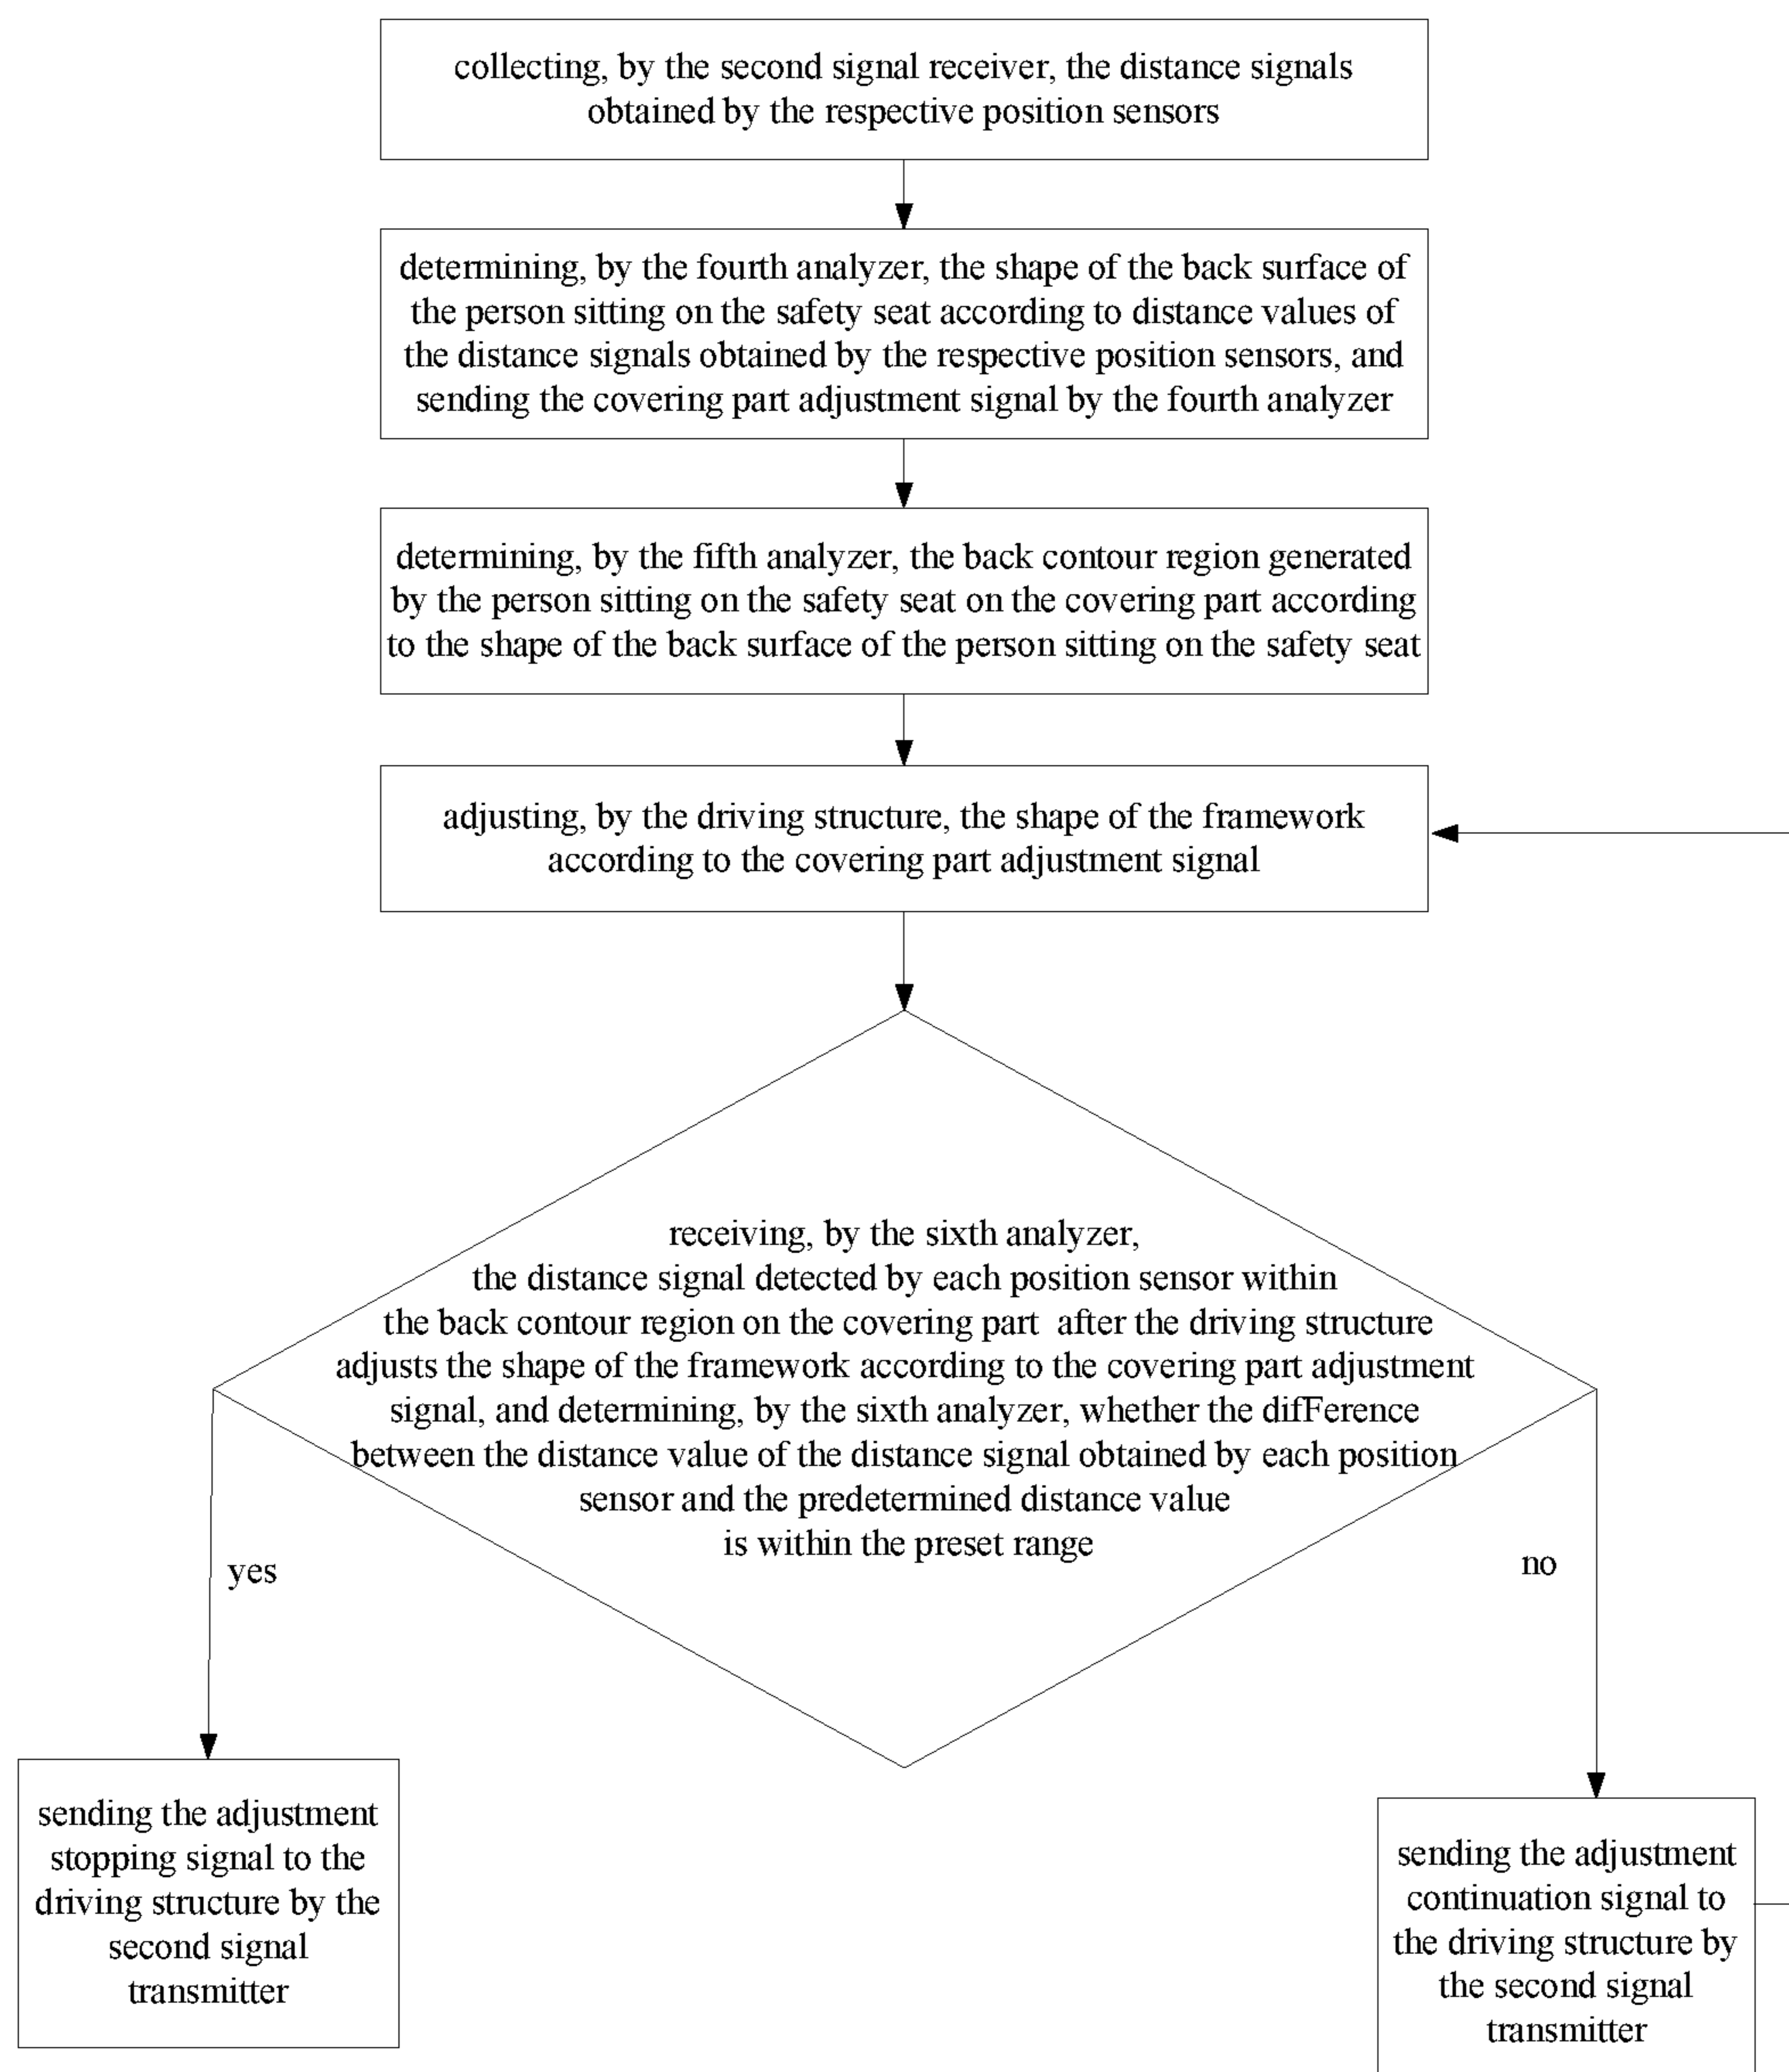 collecting, by the second signal receiver, the distance signals
obtained by the respective position sensors
determining, by the fourth analyzer, the shape of the back surface of
the person sitting on the safety seat according to distance values of
the distance signals obtained by the respective position sensors, and
sending the covering part adjustment signal by the fourth analyzer
determining, by the fifth analyzer, the back contour region generated
by the person sitting on the safety seat on the covering part according
to the shape of the back surface of the person sitting on the safety seat
adjusting, by the driving structure, the shape of the framework
according to the covering part adjustment signal
receiving, by the sixth analyzer,
the distance signal detected by each position sensor within
the back contour region on the covering part after the driving structure
adjusts the shape of the framework according to the covering part adjustment
signal, and determining, by the sixth analyzer, whether the difFerence
between the distance value of the distance signal obtained by each position
sensor and the predetermined distance value
is within the preset range
yes
no
sending the adjustment
stopping signal to the
driving structure by the
second signal
transmitter
sending the adjustment
continuation signal to
the driving structure by
the second signal
transmitter